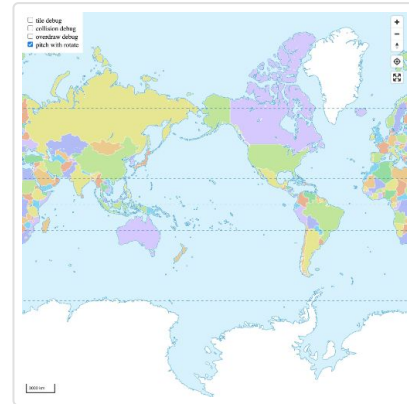 tile debug
collision debug
overdraw debug
pitch with rotate
3000 km